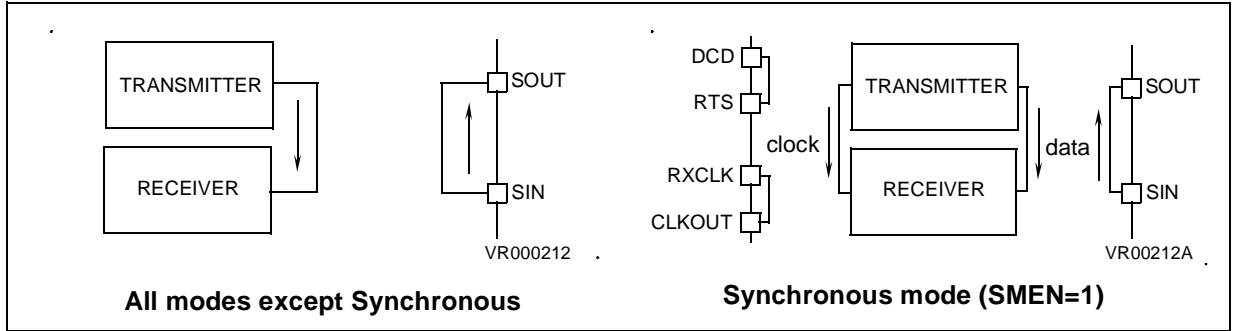 TRANSMITTER
RECEIVER
SOUT
SIN
VR000212
All modes except Synchronous
DCD
RTS
RXCLK
CLKOUT
clock
TRANSMITTER
RECEIVER
data
SOUT
SIN
VR00212A
Synchronous mode (SMEN=1)